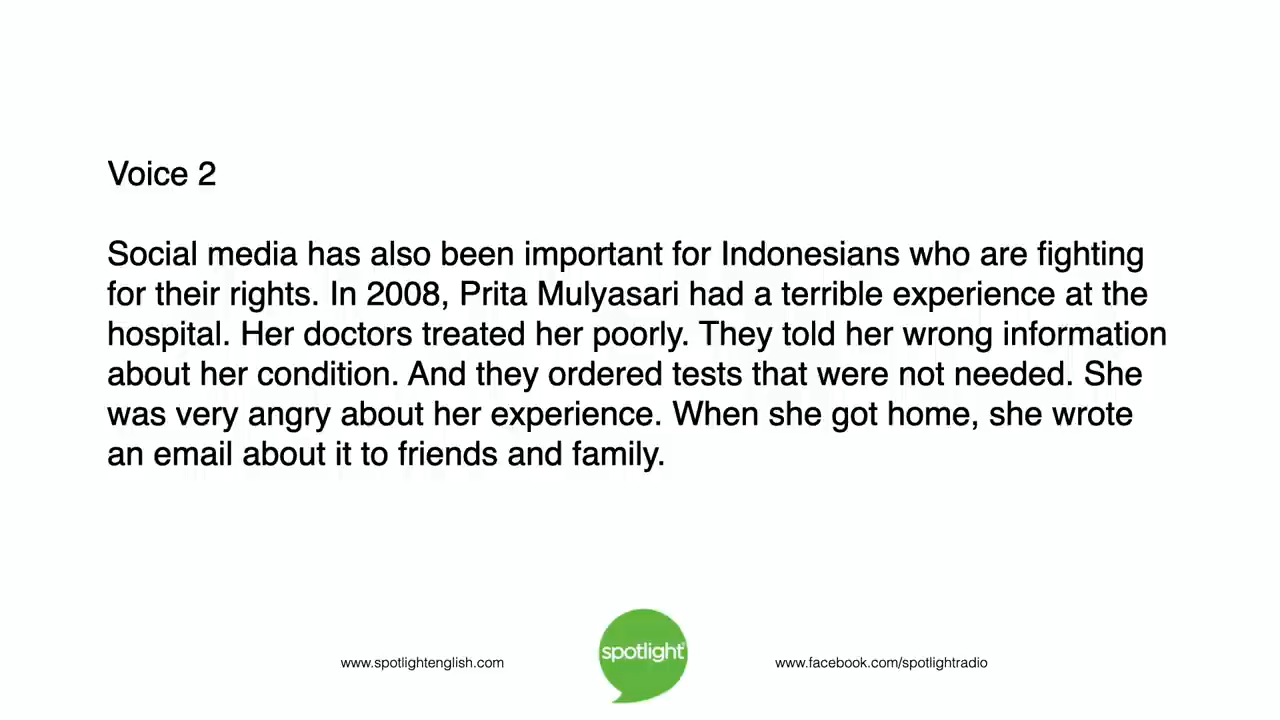 Voice 2
Social media has also been important for Indonesians who are fighting
for their rights. In 2008, Prita Mulyasari had a terrible experience at the
hospital. Her doctors treated her poorly. They told her wrong information
about her condition. And they ordered tests that were not needed. She
was very angry about her experience. When she got home, she wrote
an email about it to friends and family.
www.spotlightenglish.com
spotlight
www.facebook.com/spotlightradio